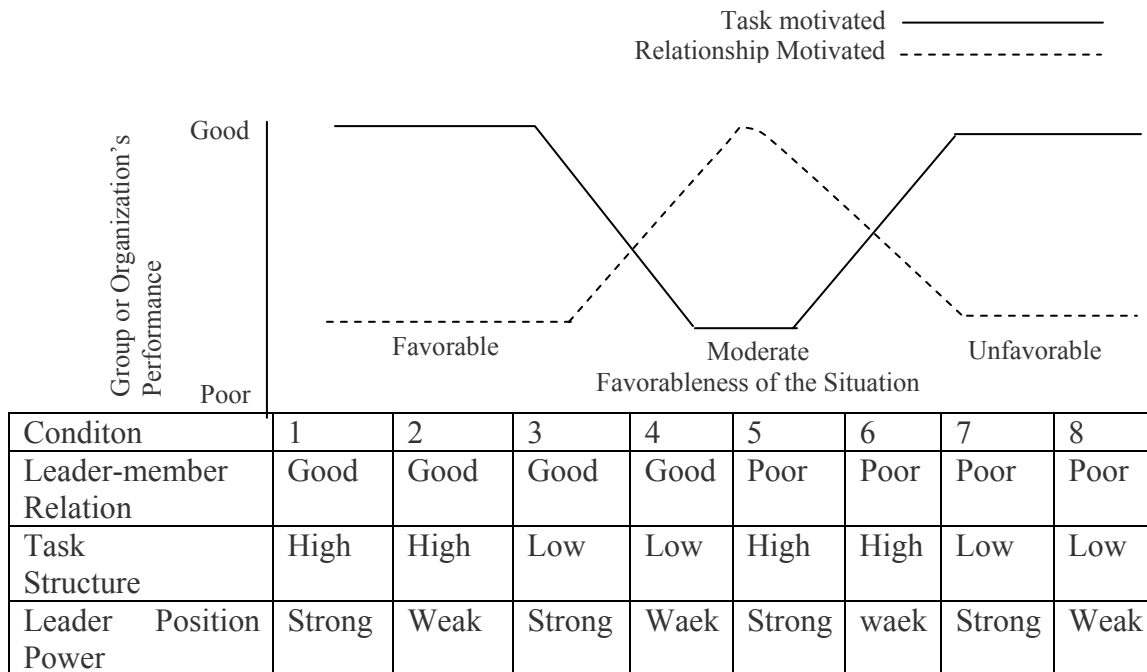 Task motivated
Relationship Motivated
Good
Group or Organization's
Performance
Poor
Favorable
Moderate
Unfavorable
Favorableness of the Situation
Conditon 1 2 3 4 5 6 7 8
Leader-member Good Good Good Good Poor Poor Poor Poor
Relation
Task High High Low Low High High Low Low
Structure
Leader Position Strong Weak Strong Waek Strong waek Strong Weak
Power